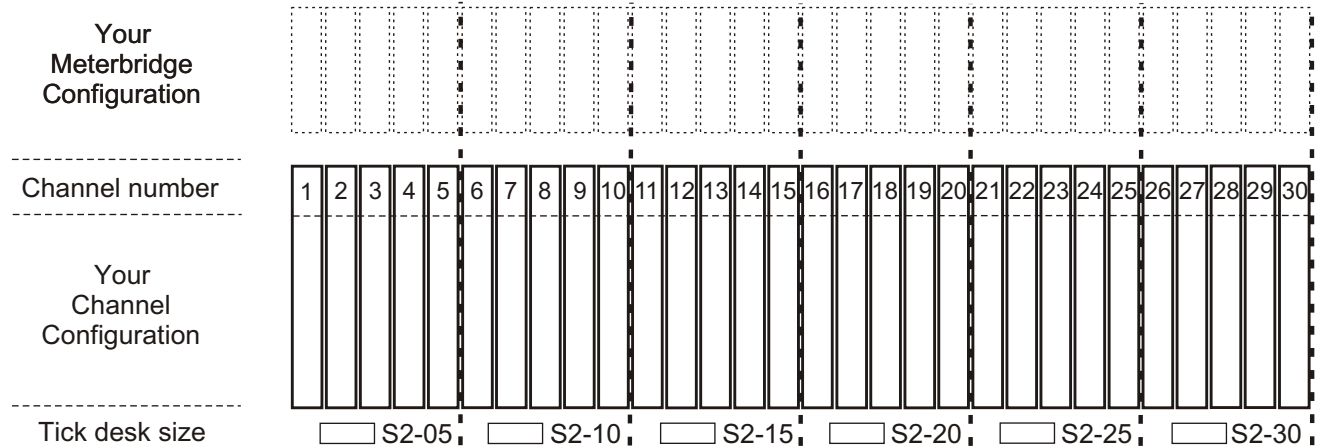 Your
Meterbridge
Configuration
Channel number 1 2 3 4 5 6 7 8 9 10 11 12 13 14 15 16 17 18 19 20 21 22 23 24 25 26 27 28 29 30
Your
Channel
Configuration
Tick desk size S2-05 S2-10 S2-15 S2-20 S2-25 S2-30